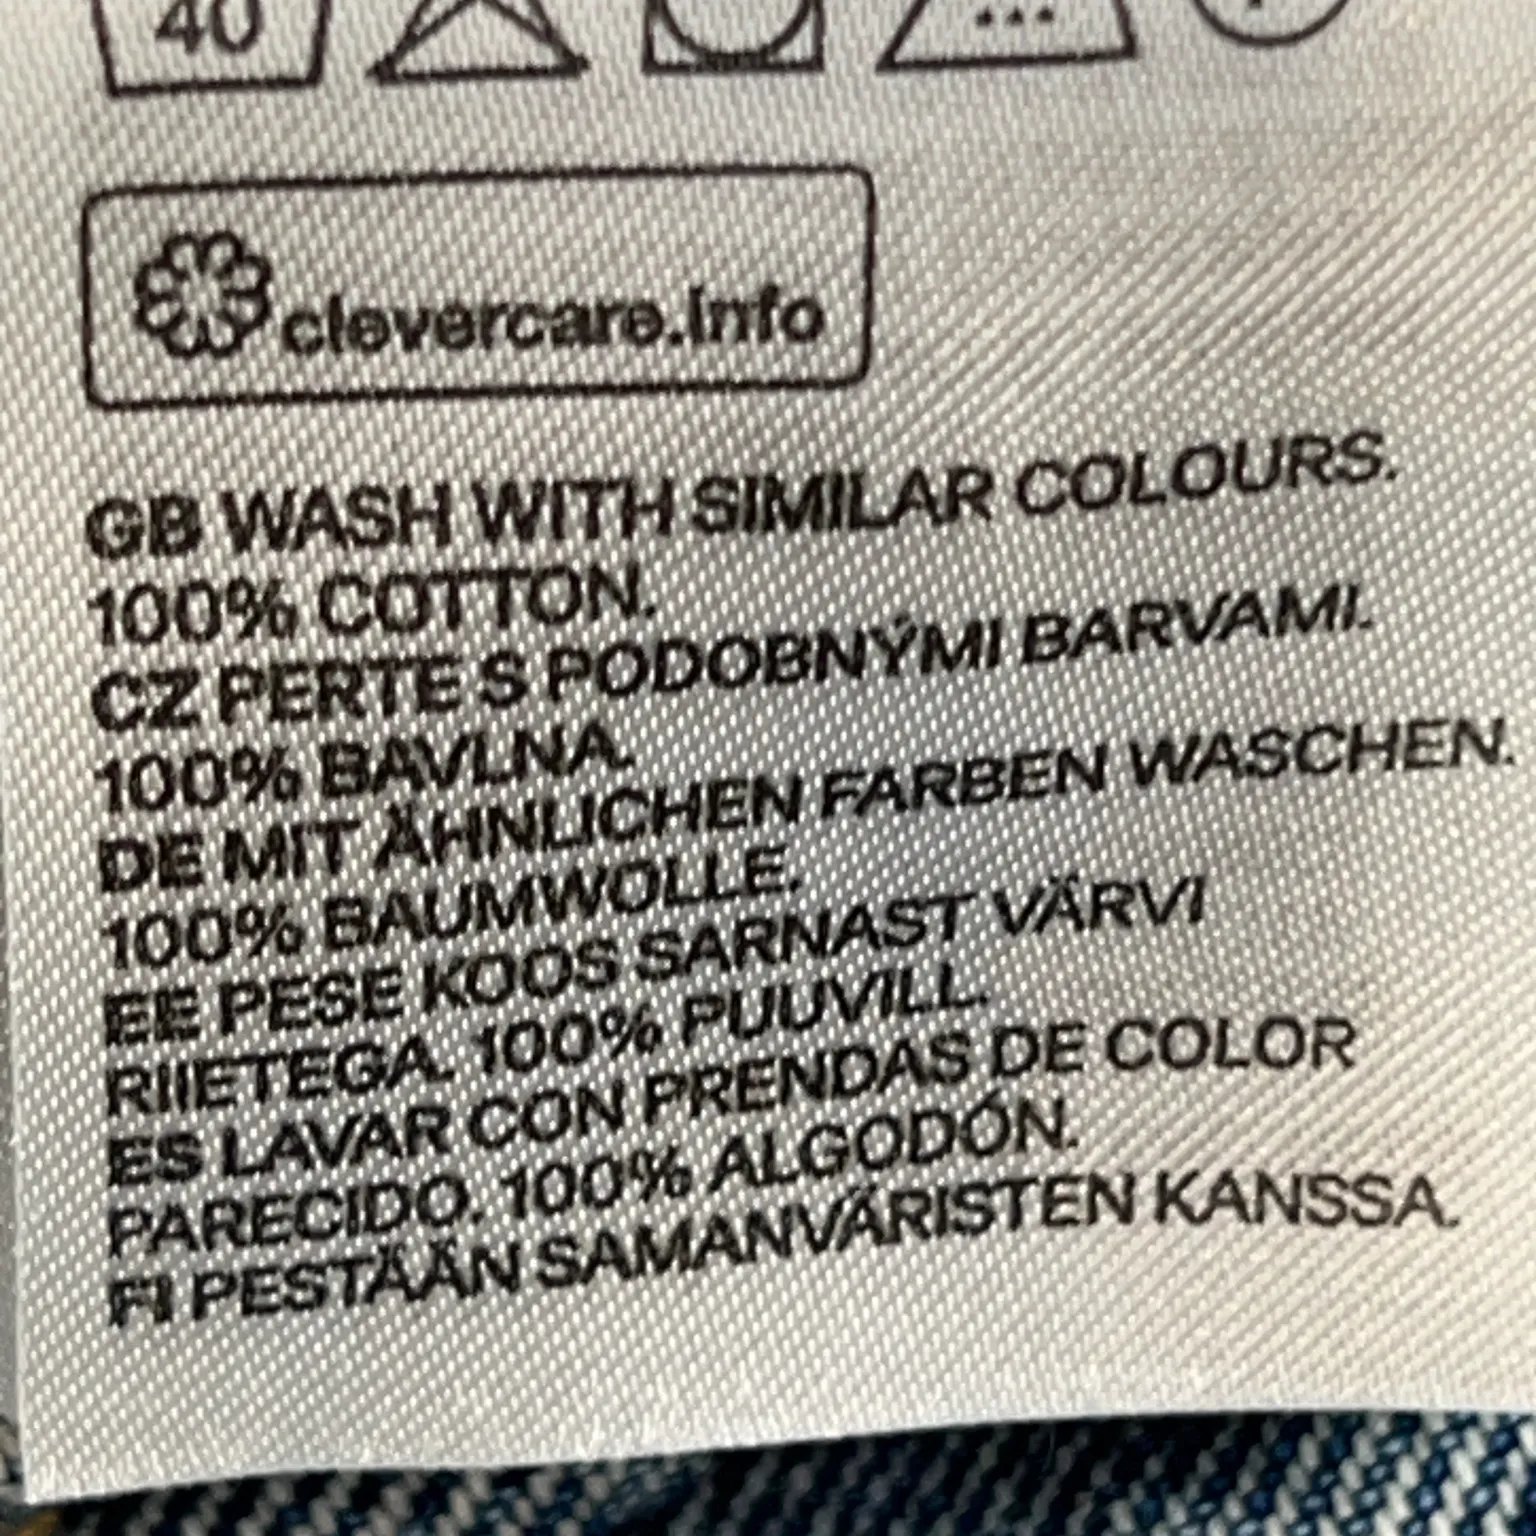 40
clevercare.info
GB WASH WITH SIMILAR COLOURS.
100% COTTON.
CZ PERTE S PODOBNÝMI BARVAMI.
100% BAVLNA.
DE MIT ÄHNLICHEN FARBEN WASCHEN.
100% BAUMWOLLE.
EE PESE KOOS SARNAST VÄRVI
RIIETEGA. 100% PUUVILL.
ES LAVAR CON PRENDAS DE COLOR
PARECIDO. 100% ALGODÓN.
FI PESTÄÄN SAMANVÄRISTEN KANSSA.